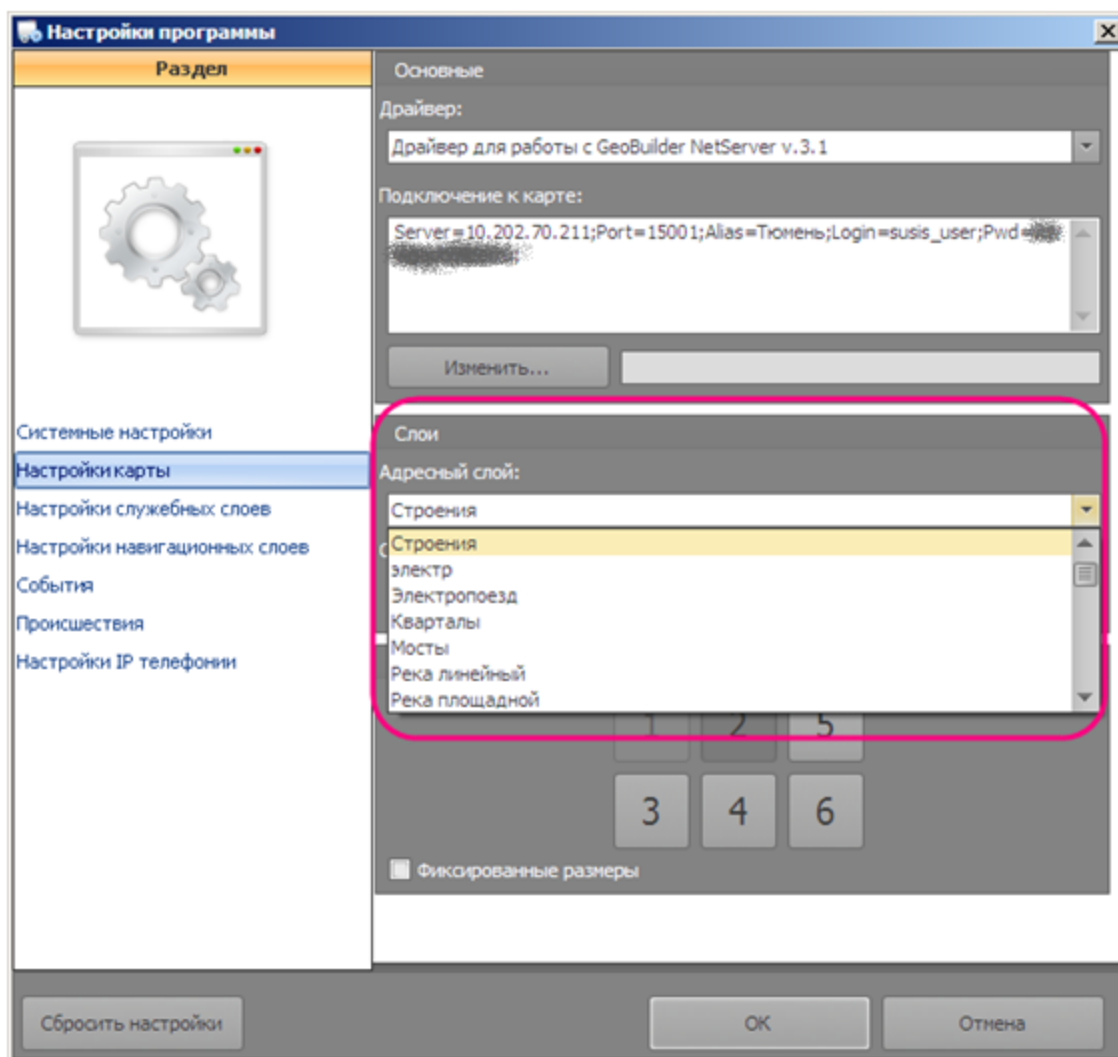 Настройки программы
Раздел
Основные
Драйвер:
Драйвер для работы с GeoBuilder NetServer v.3.1
Подключение к карте:
Server=10.202.70.211;Port=15001;Alias=Тюмень;Login=susis_user;Pwd=
Изменить...
Системные настройки
Настройки карты
Настройки служебных слоев
Настройки навигационных слоев
События
Происшествия
Настройки IP телефонии
Слои
Адресный слой:
Строения
Строения
электр
Электропоезд
Кварталы
Мосты
Река линейный
Река площадной
1 2 5
3 4 6
Фиксированные размеры
Сбросить настройки
OK
Отмена